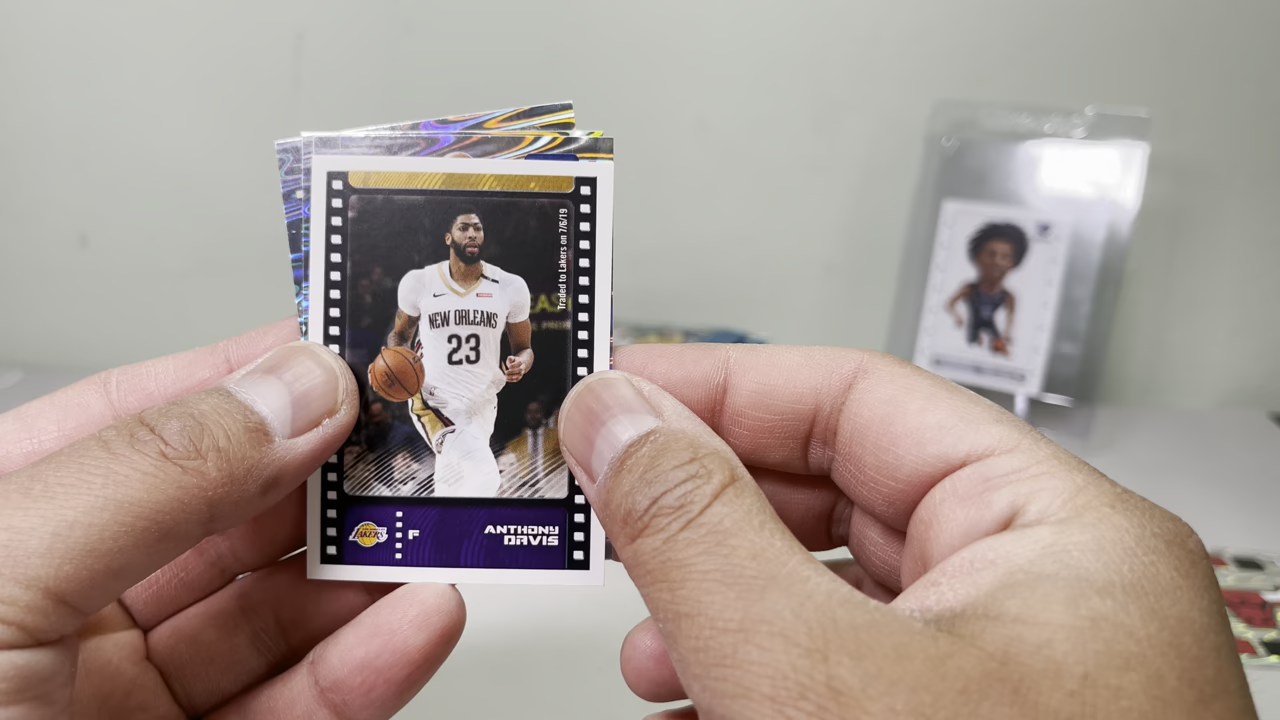 Traded to Lakers on 7/6/19
NEW ORLEANS
23
LAKERS
F
ANTHONY
DAVIS